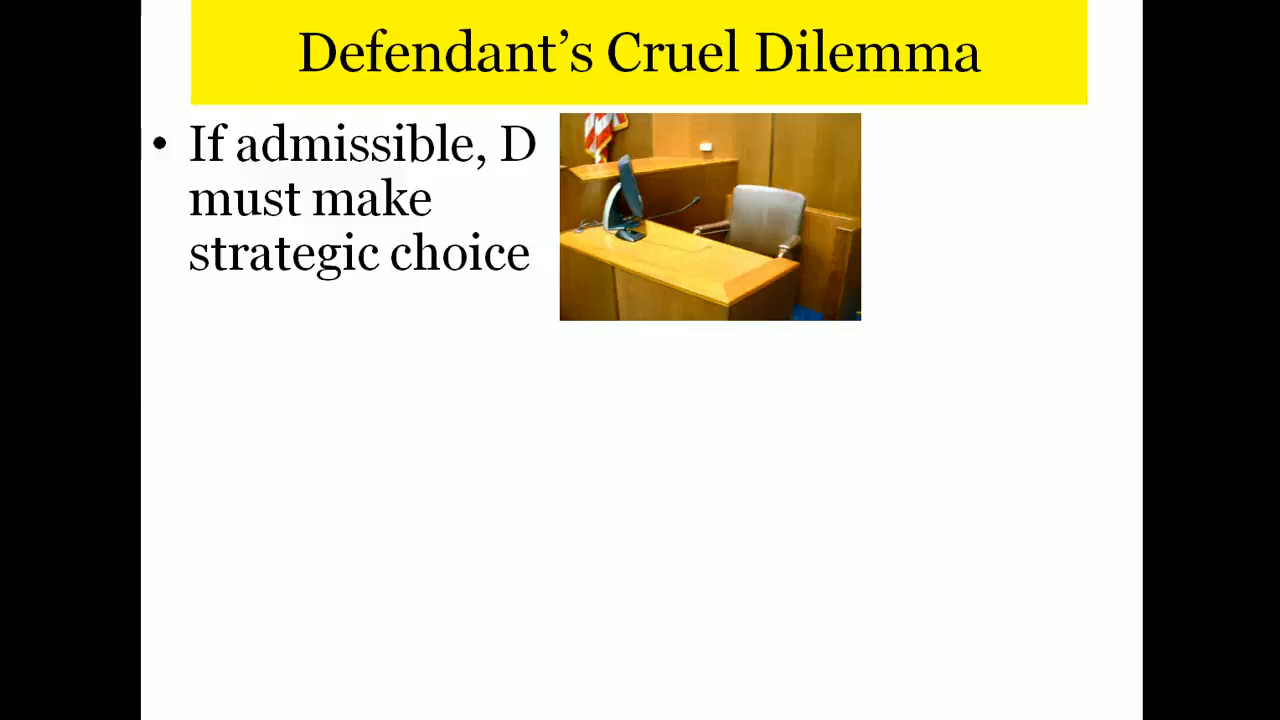 Defendant’s Cruel Dilemma
• If admissible, D
must make
strategic choice